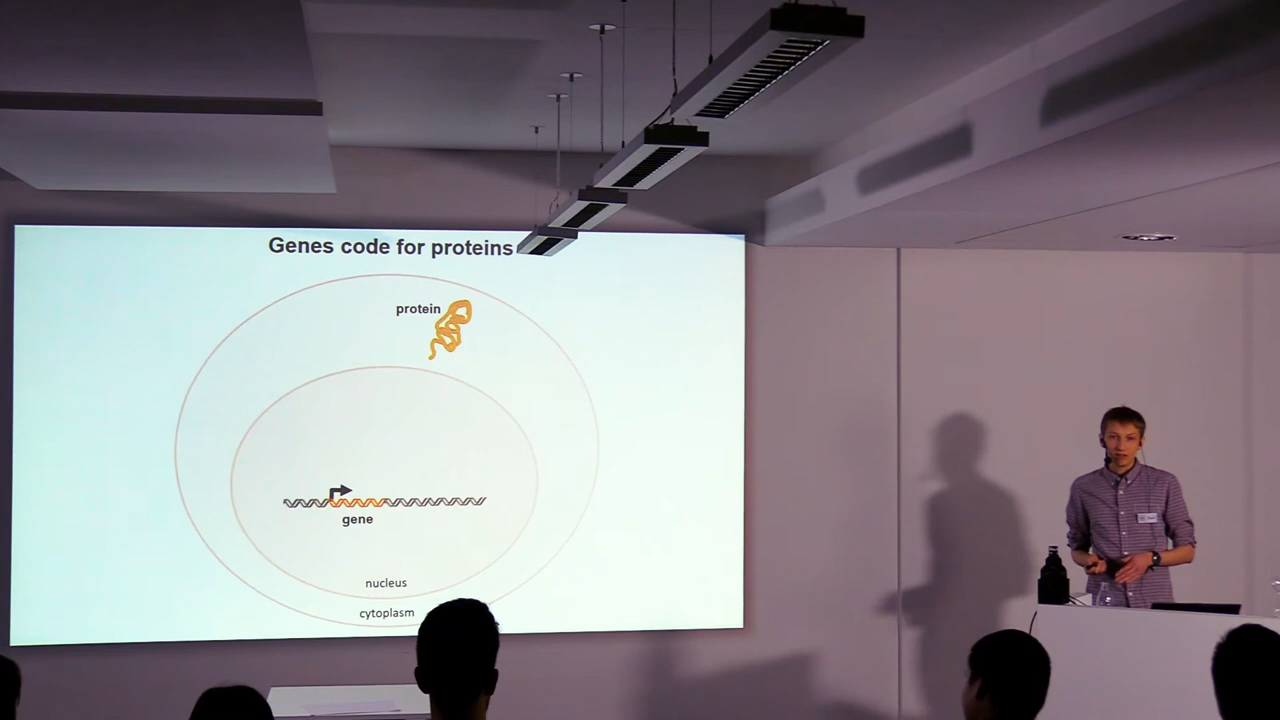 Genes code for proteins
protein
gene
nucleus
cytoplasm